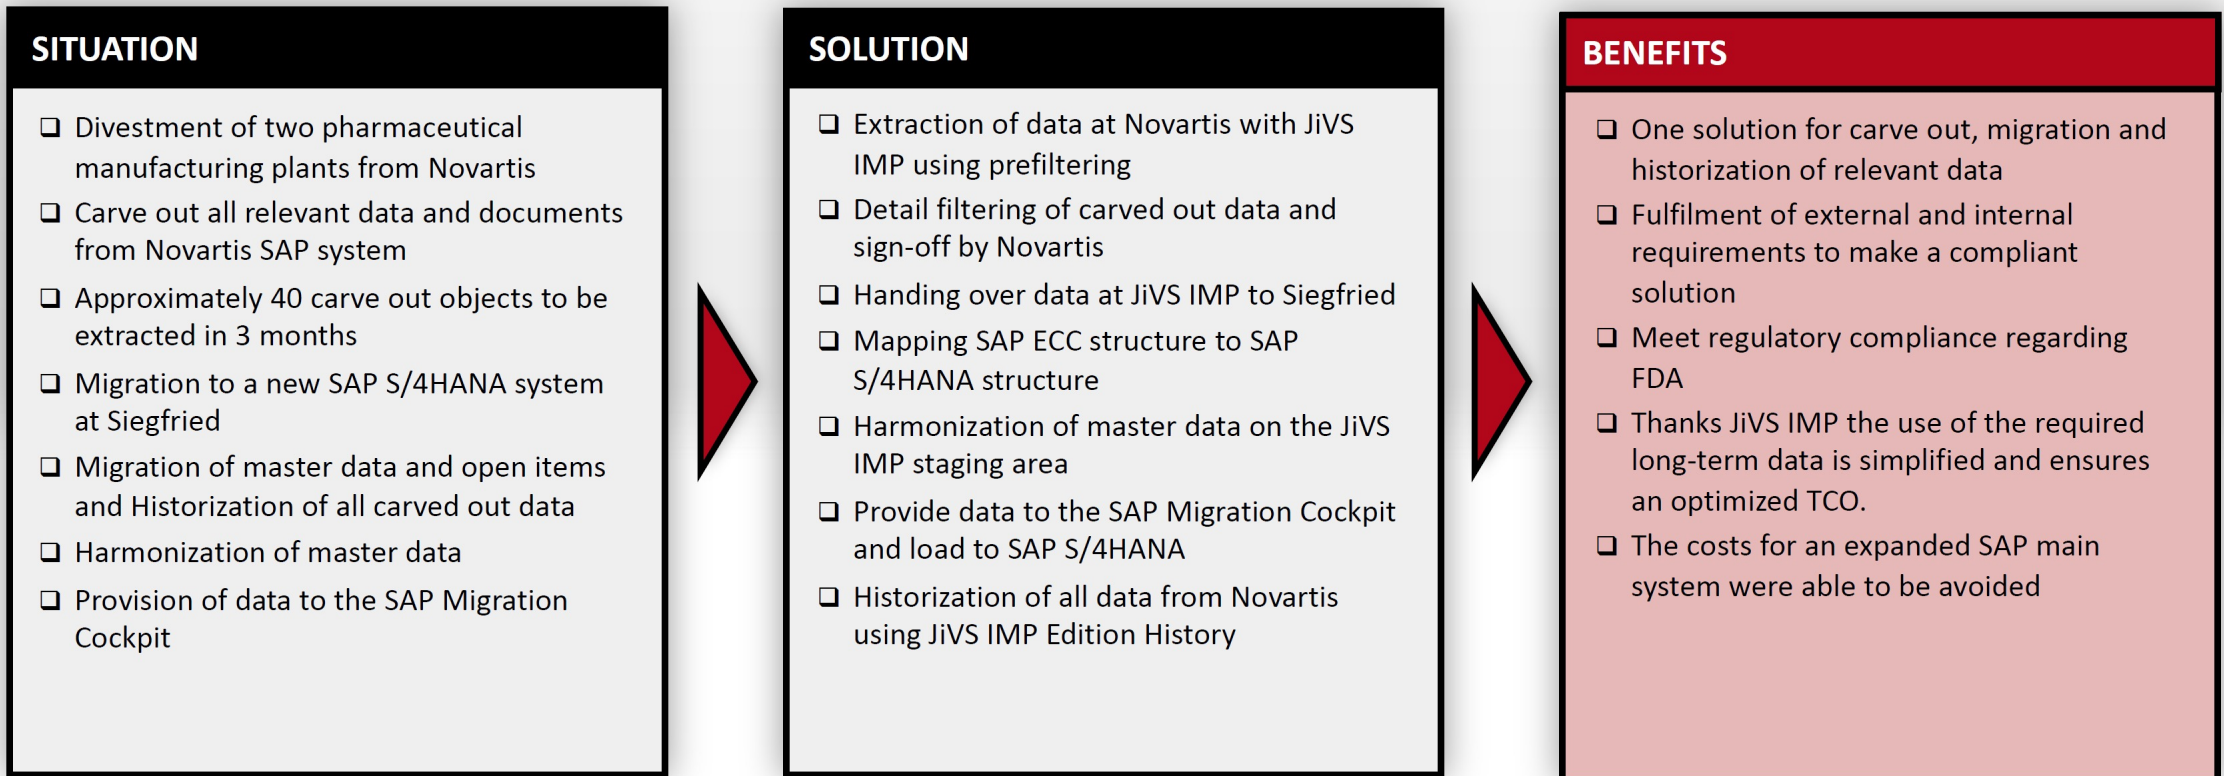 SITUATION
❑ Divestment of two pharmaceutical
manufacturing plants from Novartis
❑ Carve out all relevant data and documents
from Novartis SAP system
❑ Approximately 40 carve out objects to be
extracted in 3 months
❑ Migration to a new SAP S/4HANA system
at Siegfried
❑ Migration of master data and open items
and Historization of all carved out data
❑ Harmonization of master data
❑ Provision of data to the SAP Migration
Cockpit
SOLUTION
❑ Extraction of data at Novartis with JiVS
IMP using prefiltering
❑ Detail filtering of carved out data and
sign-off by Novartis
❑ Handing over data at JiVS IMP to Siegfried
❑ Mapping SAP ECC structure to SAP
S/4HANA structure
❑ Harmonization of master data on the JiVS
IMP staging area
❑ Provide data to the SAP Migration Cockpit
and load to SAP S/4HANA
❑ Historization of all data from Novartis
using JiVS IMP Edition History
BENEFITS
❑ One solution for carve out, migration and
historization of relevant data
❑ Fulfilment of external and internal
requirements to make a compliant
solution
❑ Meet regulatory compliance regarding
FDA
❑ Thanks JiVS IMP the use of the required
long-term data is simplified and ensures
an optimized TCO.
❑ The costs for an expanded SAP main
system were able to be avoided